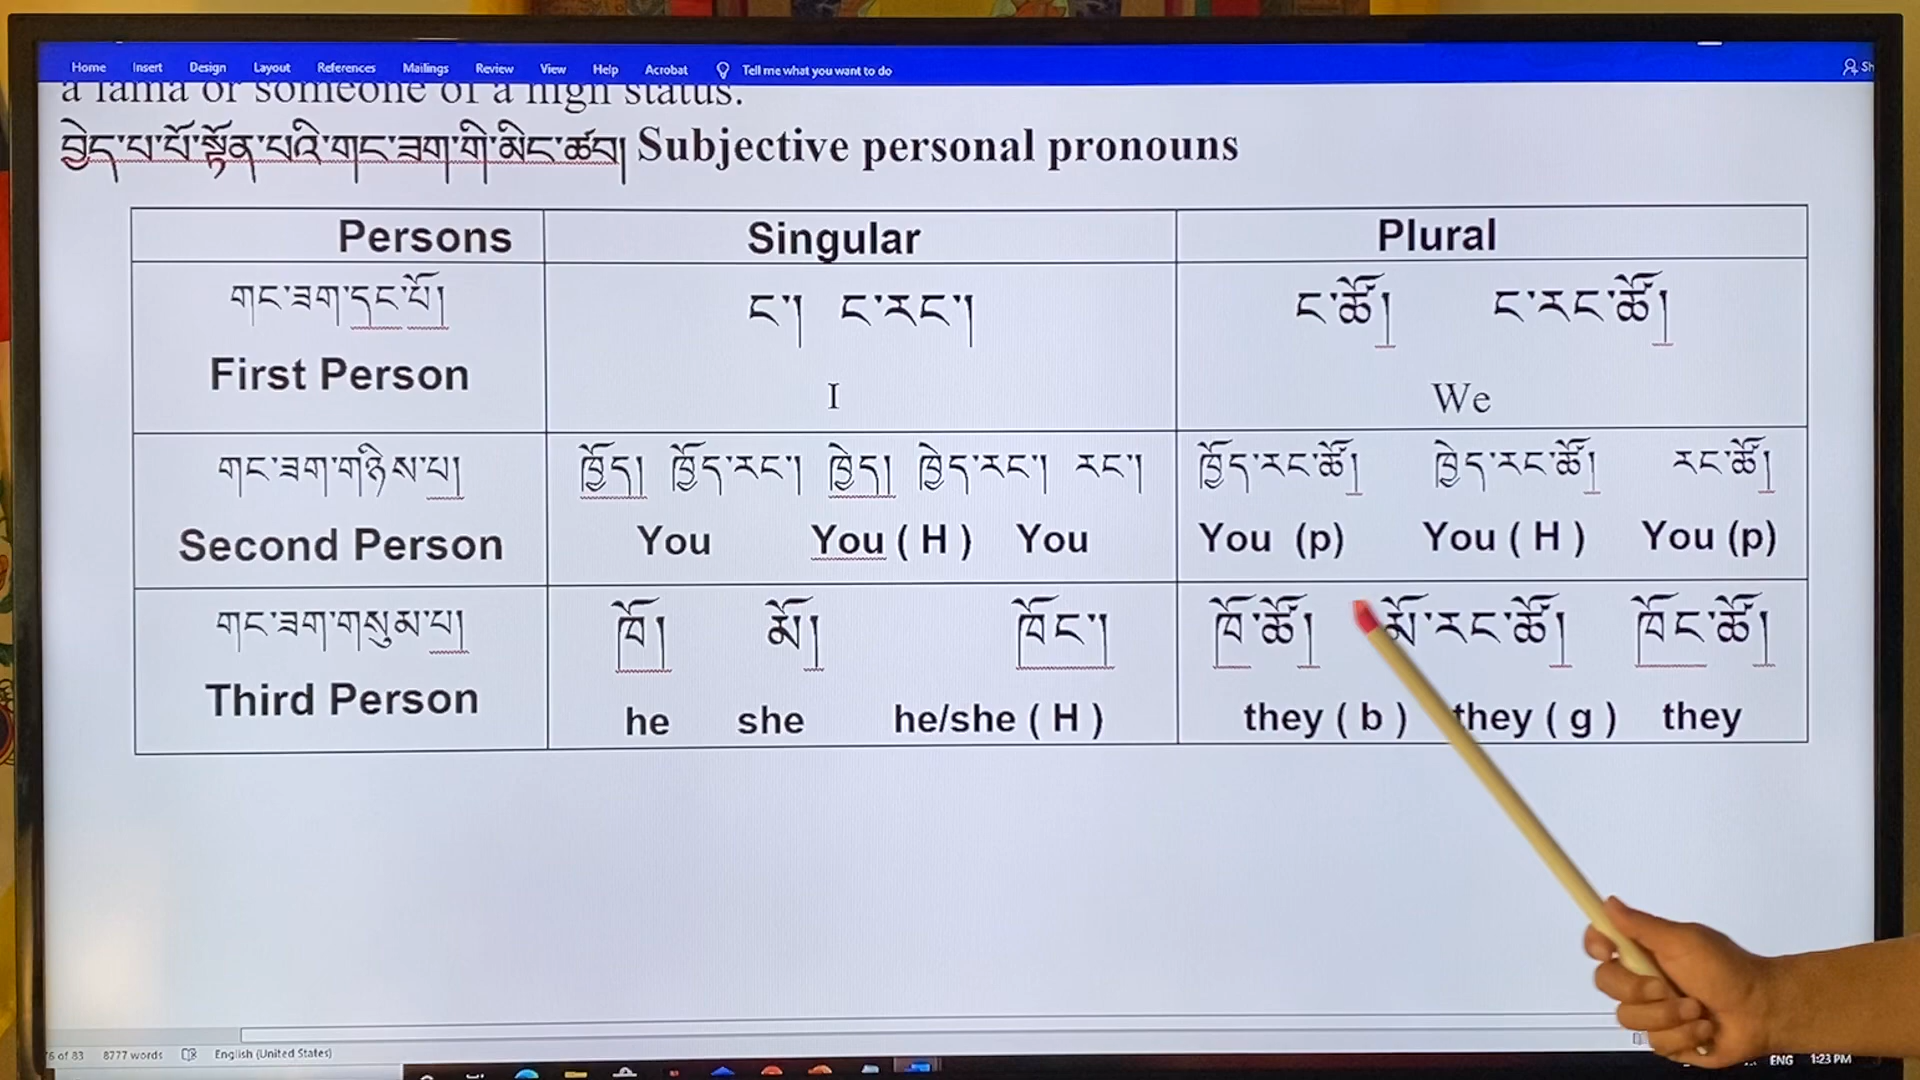 Home Insert Design Layout References Mailings Review View Help Acrobat Tell me what you want to do Sh
a lama or someone of a high status.
བྱེད་པ་པོ་སྟོན་པའི་གང་ཟག་གི་མིང་ཚབ། Subjective personal pronouns
Persons Singular Plural
གང་ཟག་དང་པོ། ང་། ང་རང་། ང་ཚོ། ང་རང་ཚོ།
First Person I We
གང་ཟག་གཉིས་པ། ཁྱོད། ཁྱོད་རང་། ཁྱེད། ཁྱེད་རང་། རང་། ཁྱོད་རང་ཚོ། ཁྱེད་རང་ཚོ། རང་ཚོ།
Second Person You You ( H ) You You (p) You ( H ) You (p)
གང་ཟག་གསུམ་པ། ཁོ། མོ། ཁོང་། ཁོ་ཚོ། མོ་རང་ཚོ། ཁོང་ཚོ།
Third Person he she he/she ( H ) they ( b ) they ( g ) they
6 of 83 8777 words English (United States) ENG 1:23 PM